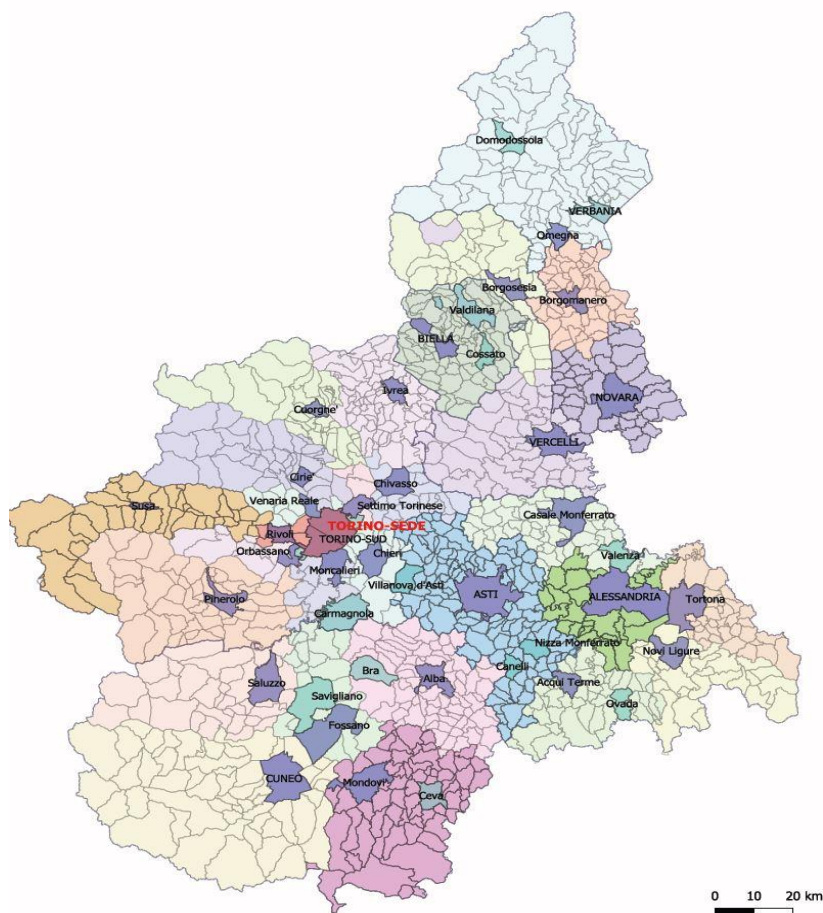 Domodossola
VERBANIA
Omegna
Borgosesia
Borgomanero
Valdilana
BIELLA
Cossato
Ivrea
NOVARA
Cuorgne'
VERCELLI
Cirie'
Chivasso
Venaria Reale
Settimo Torinese
Susa
Casale Monferrato
TORINO-SEDE
Rivoli
TORINO-SUD
Orbassano
Chieri
Valenza
Moncalieri
Villanova d'Asti
Pinerolo
ASTI
ALESSANDRIA
Tortona
Carmagnola
Nizza Monferrato
Novi Ligure
Canelli
Bra
Saluzzo
Alba
Acqui Terme
Savigliano
Ovada
Fossano
CUNEO
Mondovi'
Ceva
0 10 20 km